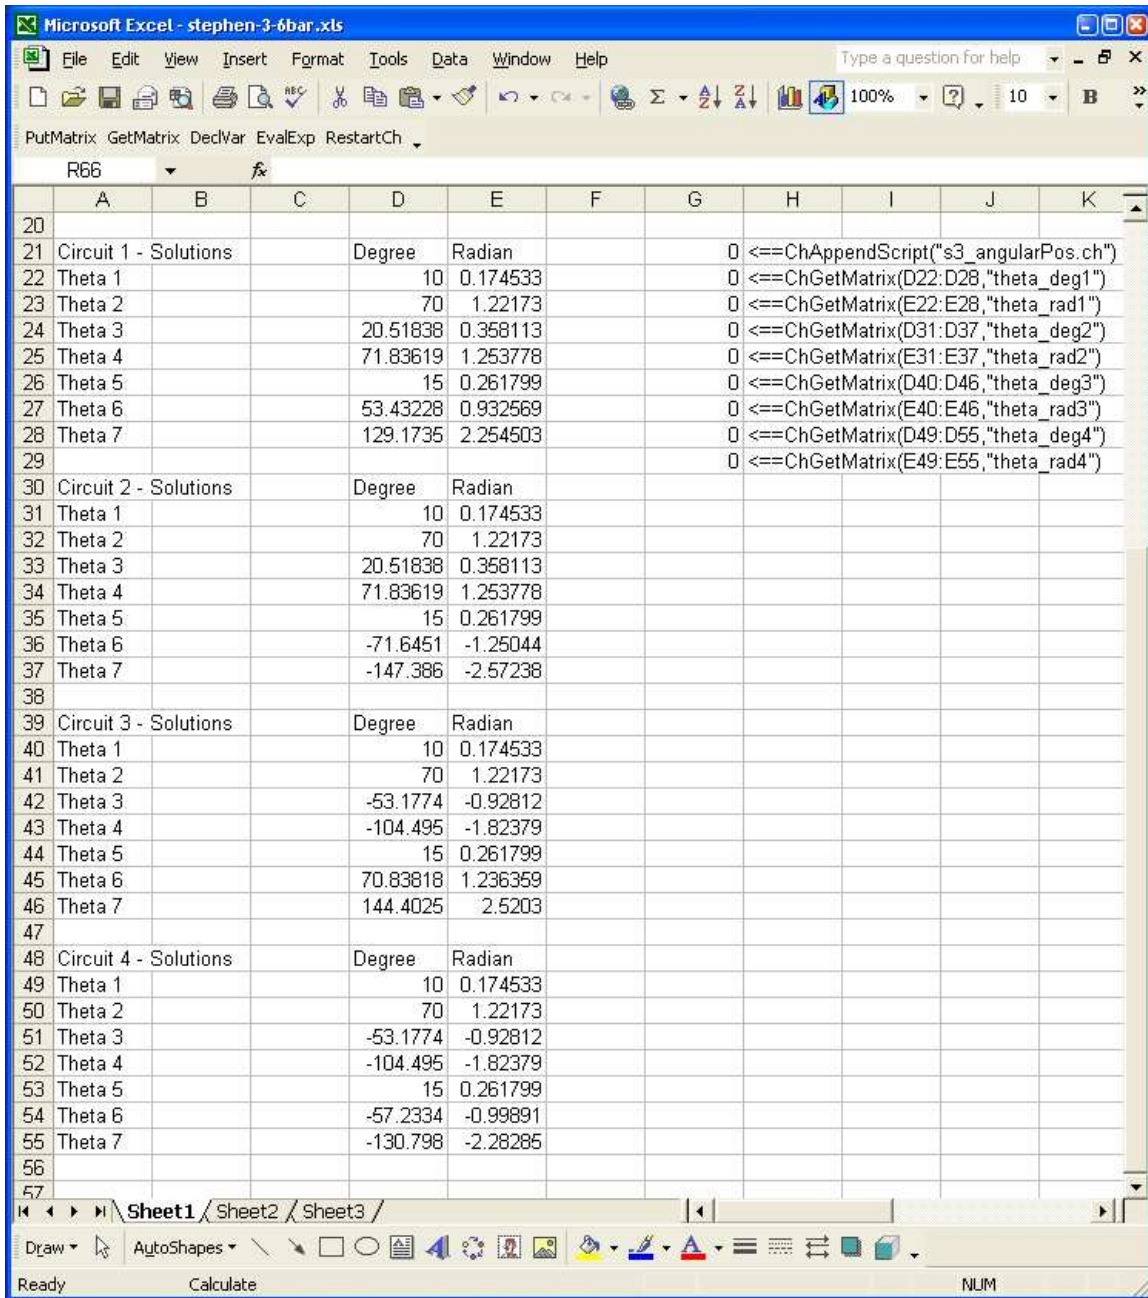 Microsoft Excel - stephen-3-6bar.xls
File Edit View Insert Format Tools Data Window Help Type a question for help
ABC Σ A Z Z A 100% 10 B
PutMatrix GetMatrix DeclVar EvalExp RestartCh
R66 fx
A B C D E F G H I J K
20
21 Circuit 1 - Solutions Degree Radian 0 <==ChAppendScript("s3_angularPos.ch")
22 Theta 1 10 0.174533 0 <==ChGetMatrix(D22:D28,"theta_deg1")
23 Theta 2 70 1.22173 0 <==ChGetMatrix(E22:E28,"theta_rad1")
24 Theta 3 20.51838 0.358113 0 <==ChGetMatrix(D31:D37,"theta_deg2")
25 Theta 4 71.83619 1.253778 0 <==ChGetMatrix(E31:E37,"theta_rad2")
26 Theta 5 15 0.261799 0 <==ChGetMatrix(D40:D46,"theta_deg3")
27 Theta 6 53.43228 0.932569 0 <==ChGetMatrix(E40:E46,"theta_rad3")
28 Theta 7 129.1735 2.254503 0 <==ChGetMatrix(D49:D55,"theta_deg4")
29 0 <==ChGetMatrix(E49:E55,"theta_rad4")
30 Circuit 2 - Solutions Degree Radian
31 Theta 1 10 0.174533
32 Theta 2 70 1.22173
33 Theta 3 20.51838 0.358113
34 Theta 4 71.83619 1.253778
35 Theta 5 15 0.261799
36 Theta 6 -71.6451 -1.25044
37 Theta 7 -147.386 -2.57238
38
39 Circuit 3 - Solutions Degree Radian
40 Theta 1 10 0.174533
41 Theta 2 70 1.22173
42 Theta 3 -53.1774 -0.92812
43 Theta 4 -104.495 -1.82379
44 Theta 5 15 0.261799
45 Theta 6 70.83818 1.236359
46 Theta 7 144.4025 2.5203
47
48 Circuit 4 - Solutions Degree Radian
49 Theta 1 10 0.174533
50 Theta 2 70 1.22173
51 Theta 3 -53.1774 -0.92812
52 Theta 4 -104.495 -1.82379
53 Theta 5 15 0.261799
54 Theta 6 -57.2334 -0.99891
55 Theta 7 -130.798 -2.28285
56
57
Sheet1 / Sheet2 / Sheet3 /
Draw AutoShapes A A
Ready Calculate NUM